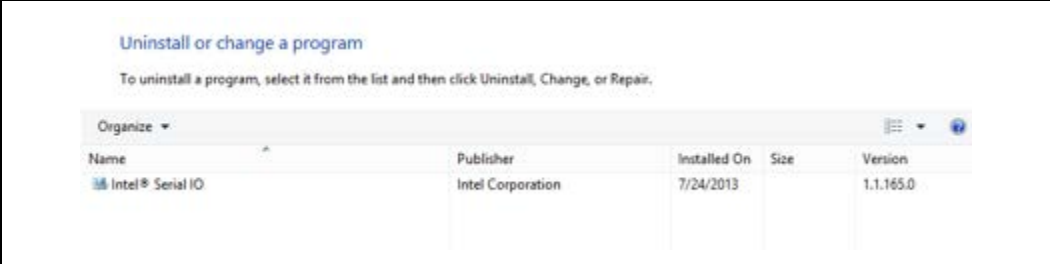 Uninstall or change a program
To uninstall a program, select it from the list and then click Uninstall, Change, or Repair.
Organize
Name Publisher Installed On Size Version
Intel® Serial IO Intel Corporation 7/24/2013 1.1.165.0